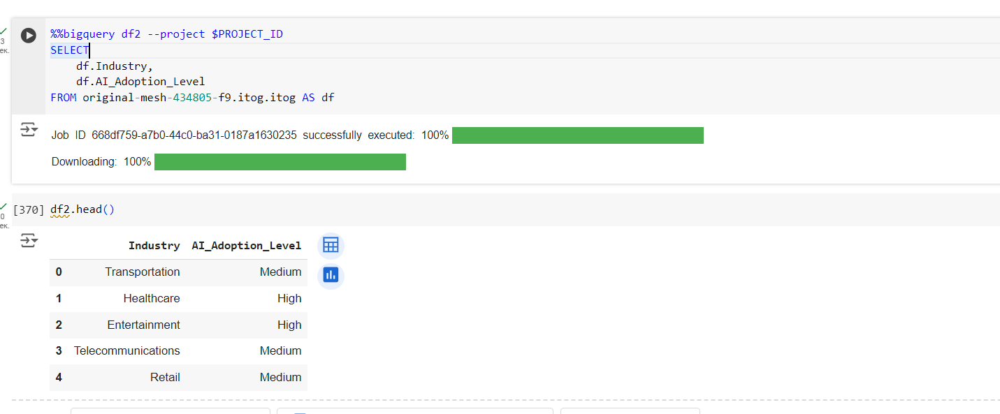 %%bigquery df2 --project $PROJECT_ID
3
SELECT
ек.
df.Industry,
df.AI_Adoption_Level
FROM original-mesh-434805-f9.itog.itog AS df
Job ID 668df759-a7b0-44c0-ba31-0187a1630235 successfully executed: 100%
Downloading: 100%
[370] df2.head()
0
ек.
Industry AI_Adoption_Level
0 Transportation Medium
1 Healthcare High
2 Entertainment High
3 Telecommunications Medium
4 Retail Medium